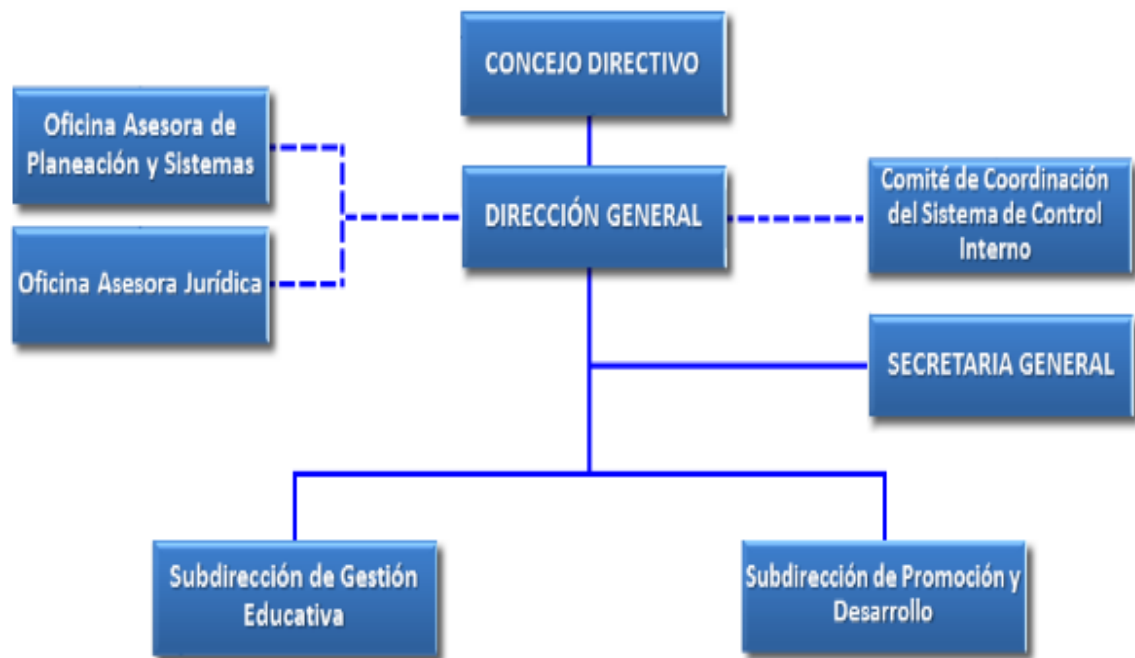 CONCEJO DIRECTIVO
Oficina Asesora de
Planeación y Sistemas
DIRECCIÓN GENERAL
Comité de Coordinación
del Sistema de Control
Interno
Oficina Asesora Jurídica
SECRETARIA GENERAL
Subdirección de Gestión
Educativa
Subdirección de Promoción y
Desarrollo